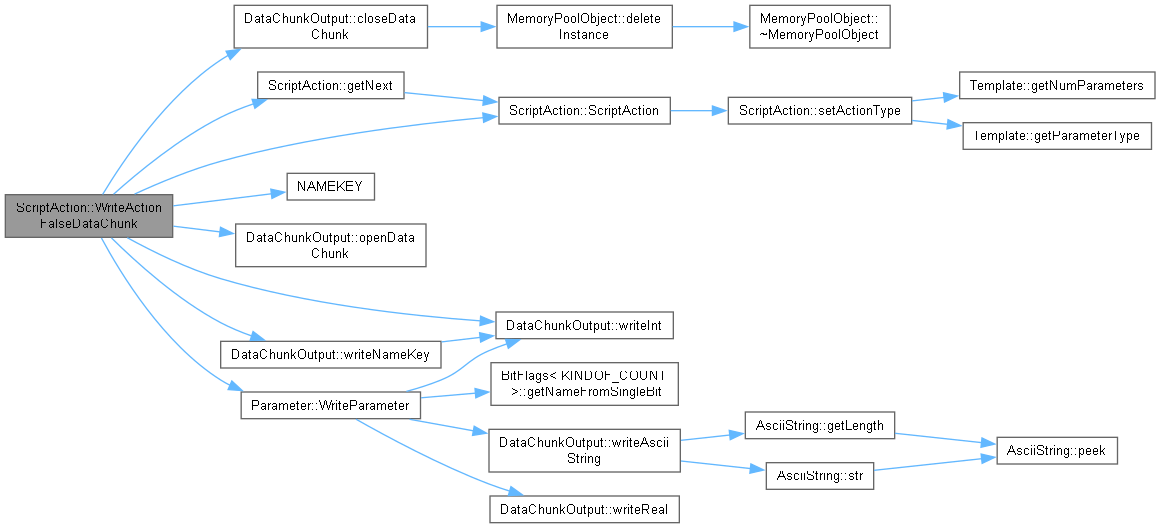 DataChunkOutput::closeData
Chunk
MemoryPoolObject::delete
Instance
MemoryPoolObject::
~MemoryPoolObject
ScriptAction::getNext
ScriptAction::ScriptAction
ScriptAction::setActionType
Template::getNumParameters
Template::getParameterType
ScriptAction::WriteAction
FalseDataChunk
NAMEKEY
DataChunkOutput::openData
Chunk
DataChunkOutput::writeInt
DataChunkOutput::writeNameKey
BitFlags< KINDOF_COUNT
>::getNameFromSingleBit
Parameter::WriteParameter
DataChunkOutput::writeAscii
String
AsciiString::getLength
AsciiString::str
AsciiString::peek
DataChunkOutput::writeReal